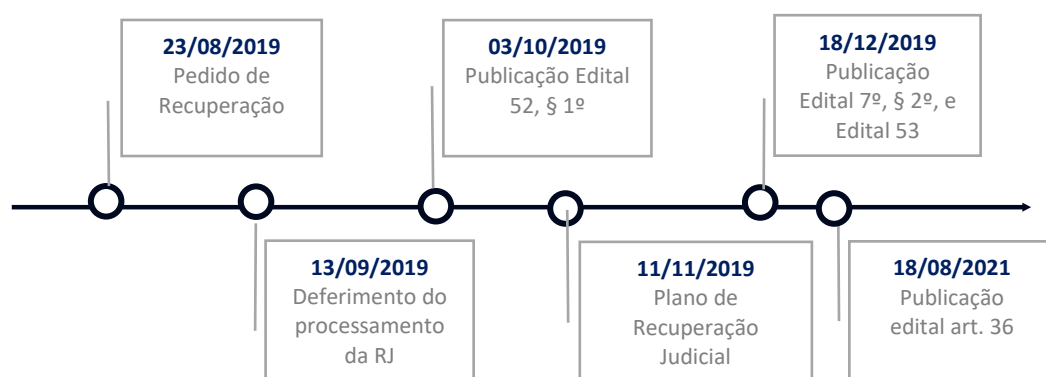 23/08/2019
Pedido de
Recuperação
03/10/2019
Publicação Edital
52, § 1º
18/12/2019
Publicação
Edital 7º, § 2º, e
Edital 53
13/09/2019
Deferimento do
processamento
da RJ
11/11/2019
Plano de
Recuperação
Judicial
18/08/2021
Publicação
edital art. 36